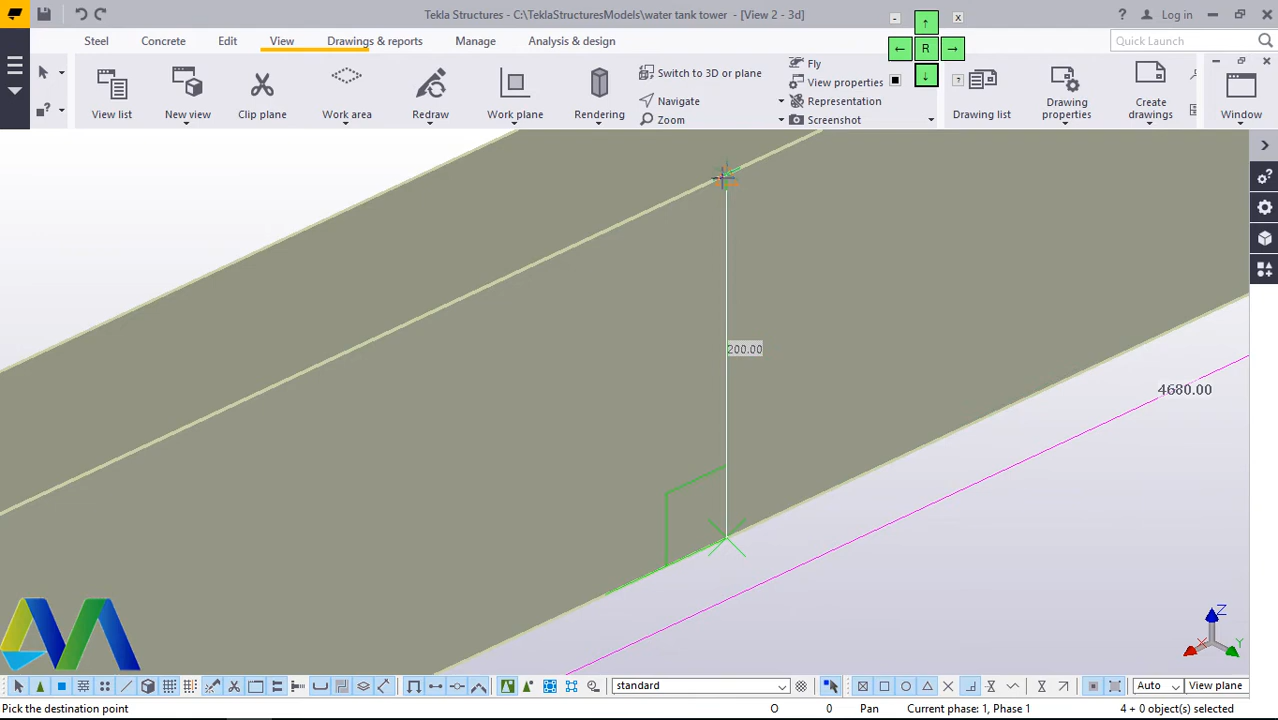 Tekla Structures - C:\TeklaStructuresModels\water tank tower - [View 2 - 3d]
? Log in
Steel Concrete Edit View Drawings & reports Manage Analysis & design
Quick Launch
- x
R
?
View list
New view
Clip plane
Work area
Redraw
Work plane
Rendering
Switch to 3D or plane
Navigate
Zoom
Fly
View properties
Representation
Screenshot
Drawing list
Drawing properties
Create drawings
Window
200.00
4680.00
Z
X
Y
standard
Auto
View plane
Pick the destination point
O 0 Pan Current phase: 1, Phase 1 4 + 0 object(s) selected